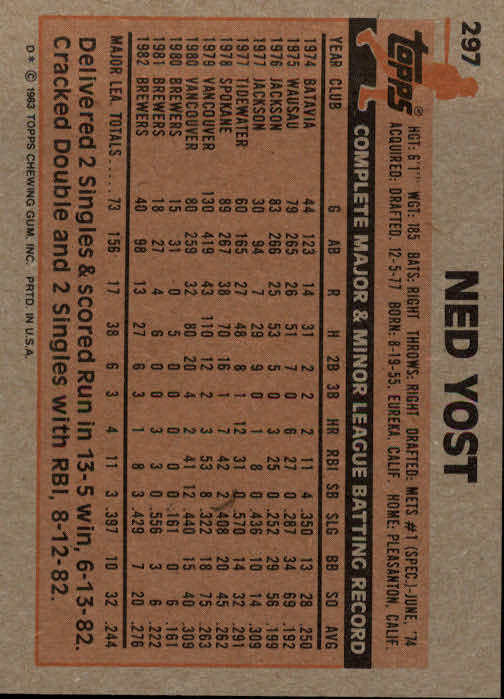 297
topps®
NED YOST
HGT: 6'1" WGT: 185 BATS: RIGHT THROWS: RIGHT DRAFTED: METS #1 (SPEC.)-JUNE, '74
ACQUIRED: DRAFTED, 12-5-77 BORN: 8-19-55, EUREKA, CALIF. HOME: PLEASANTON, CALIF.
COMPLETE MAJOR & MINOR LEAGUE BATTING RECORD
YEAR CLUB G AB R H 2B 3B HR RBI SB SLG BB SO AVG
1974 BATAVIA 44 123 14 31 2 2 2 11 4 .350 13 28 .250
1975 WAUSAU 79 265 26 51 7 0 6 27 0 .287 34 69 .192
1976 JACKSON 83 266 25 53 5 0 3 25 0 .252 29 56 .199
1977 JACKSON 30 94 7 29 9 0 1 8 0 .436 10 14 .309
1977 TIDEWATER 60 165 27 48 8 1 12 31 0 .570 14 32 .291
1978 SPOKANE 89 267 38 70 16 1 7 42 2 .408 20 45 .262
1979 VANCOUVER 130 419 43 110 12 2 3 53 8 .322 18 75 .263
1980 VANCOUVER 80 259 32 80 20 4 2 41 12 .440 15 40 .309
1980 BREWERS 15 31 0 5 0 0 0 0 0 .161 0 6 .161
1981 BREWERS 18 27 4 6 0 0 3 3 0 .556 3 6 .222
1982 BREWERS 40 98 13 27 6 3 1 8 3 .429 7 20 .276
MAJOR LEA. TOTALS ..... 73 156 17 38 6 3 4 11 3 .397 10 32 .244
Delivered 2 Singles & scored Run in 13-5 win, 6-13-82.
Cracked Double and 2 Singles with RBI, 8-12-82.
D* © 1983 TOPPS CHEWING GUM, INC. PRTD. IN U.S.A.